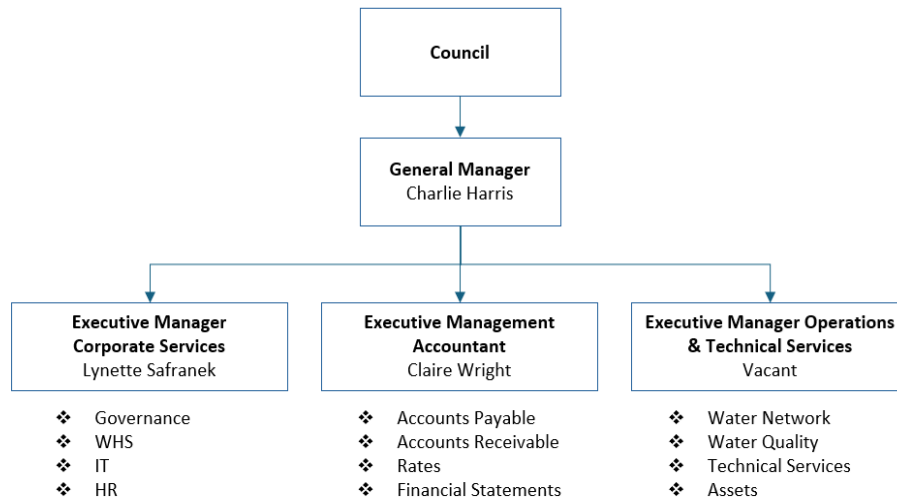 Council
General Manager
Charlie Harris
Executive Manager
Corporate Services
Lynette Safranek
❖ Governance
❖ WHS
❖ IT
❖ HR
Executive Management
Accountant
Claire Wright
❖ Accounts Payable
❖ Accounts Receivable
❖ Rates
❖ Financial Statements
Executive Manager Operations
& Technical Services
Vacant
❖ Water Network
❖ Water Quality
❖ Technical Services
❖ Assets